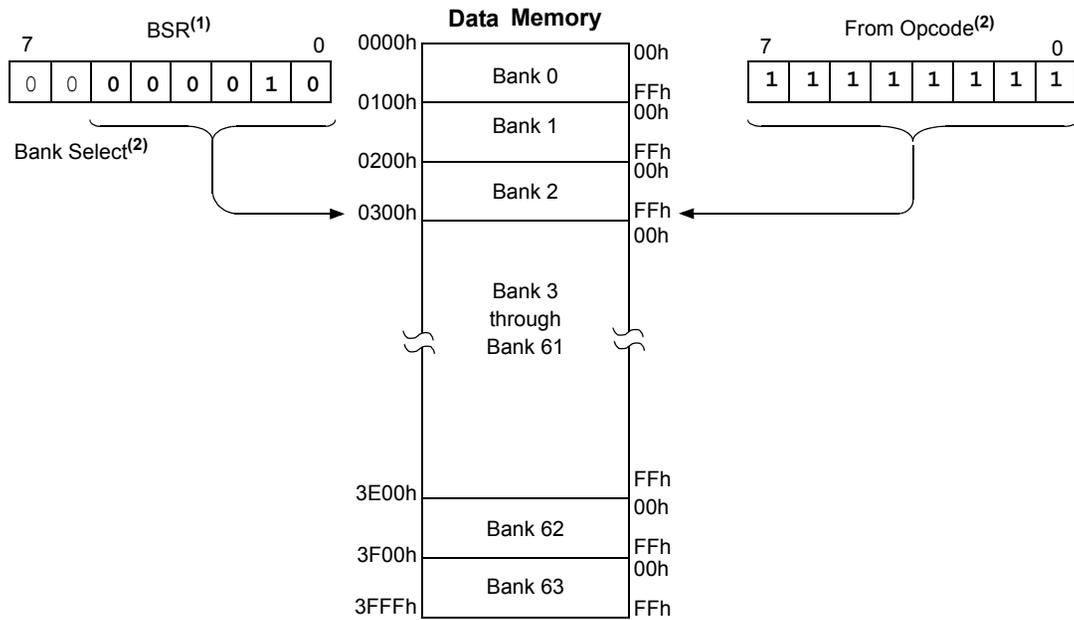 Data Memory
BSR(1)
7 0
0 0 0 0 0 0 1 0
Bank Select(2)
From Opcode(2)
7 0
1 1 1 1 1 1 1 1
0000h
Bank 0
00h
FFh
0100h
Bank 1
00h
FFh
0200h
Bank 2
00h
FFh
0300h
00h
Bank 3
through
Bank 61
FFh
3E00h
Bank 62
00h
FFh
3F00h
Bank 63
00h
3FFFh
FFh